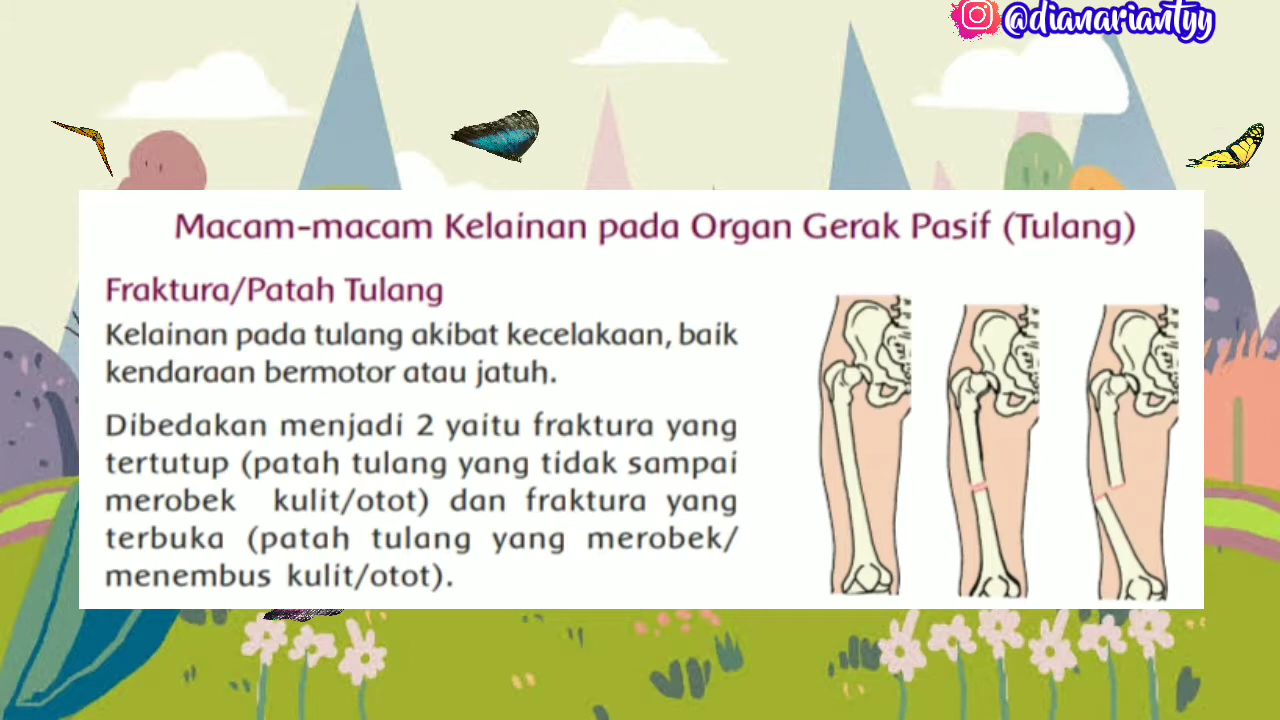 @dianariantyy
Macam-macam Kelainan pada Organ Gerak Pasif (Tulang)
Fraktura/Patah Tulang
Kelainan pada tulang akibat kecelakaan, baik
kendaraan bermotor atau jatuh.
Dibedakan menjadi 2 yaitu fraktura yang
tertutup (patah tulang yang tidak sampai
merobek kulit/otot) dan fraktura yang
terbuka (patah tulang yang merobek/
menembus kulit/otot).